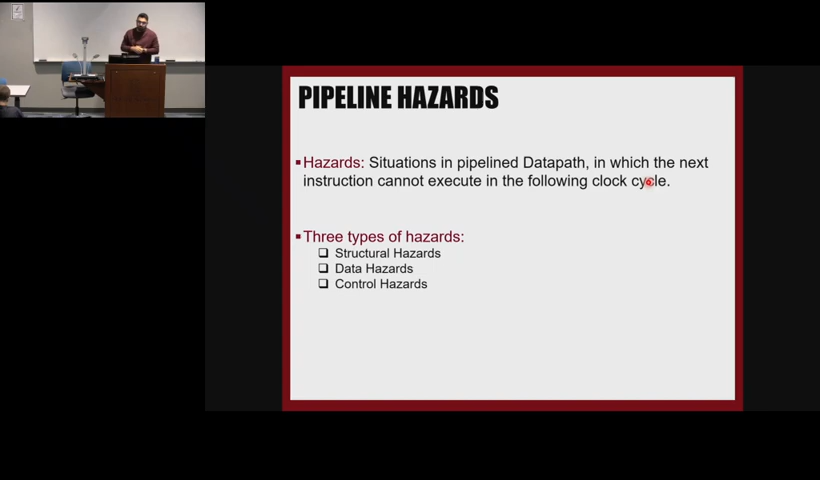 PIPELINE HAZARDS
▪Hazards: Situations in pipelined Datapath, in which the next
instruction cannot execute in the following clock cycle.
▪Three types of hazards:
❑ Structural Hazards
❑ Data Hazards
❑ Control Hazards